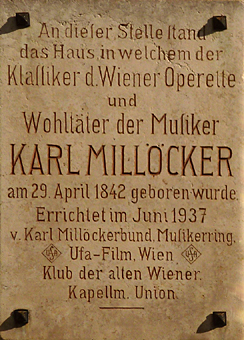 An dieser Stelle stand
das Haus, in welchem der
Klassiker d. Wiener Operette
und
Wohltäter der Musiker
KARL MILLÖCKER
am 29. April 1842 geboren wurde.
Errichtet im Juni 1937
v. Karl Millöckerbund, Musikerring,
UFA Ufa-Film, Wien, UFA
Klub der alten Wiener.
Kapellm. Union.